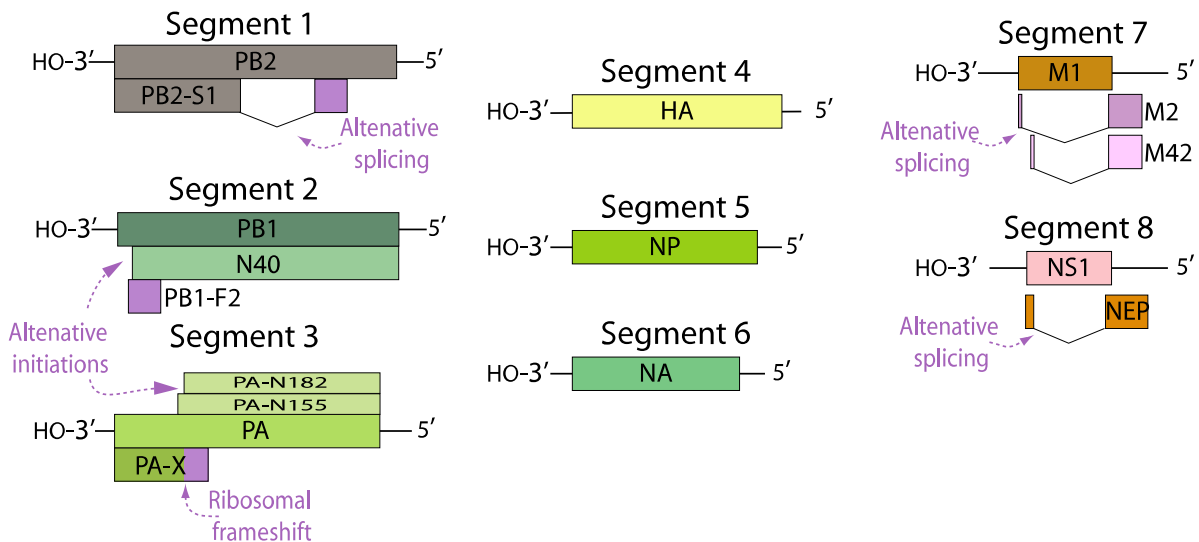 Segment 1
HO-3’ PB2 5’
PB2-S1
Altenative
splicing
Segment 2
HO-3’ PB1 5’
N40
PB1-F2
Altenative
initiations
Segment 3
PA-N182
PA-N155
HO-3’ PA 5’
PA-X
Ribosomal
frameshift
Segment 4
HO-3’ HA 5’
Segment 5
HO-3’ NP 5’
Segment 6
HO-3’ NA 5’
Segment 7
HO-3’ M1 5’
M2
Altenative
splicing
M42
Segment 8
HO-3’ NS1 5’
NEP
Altenative
splicing